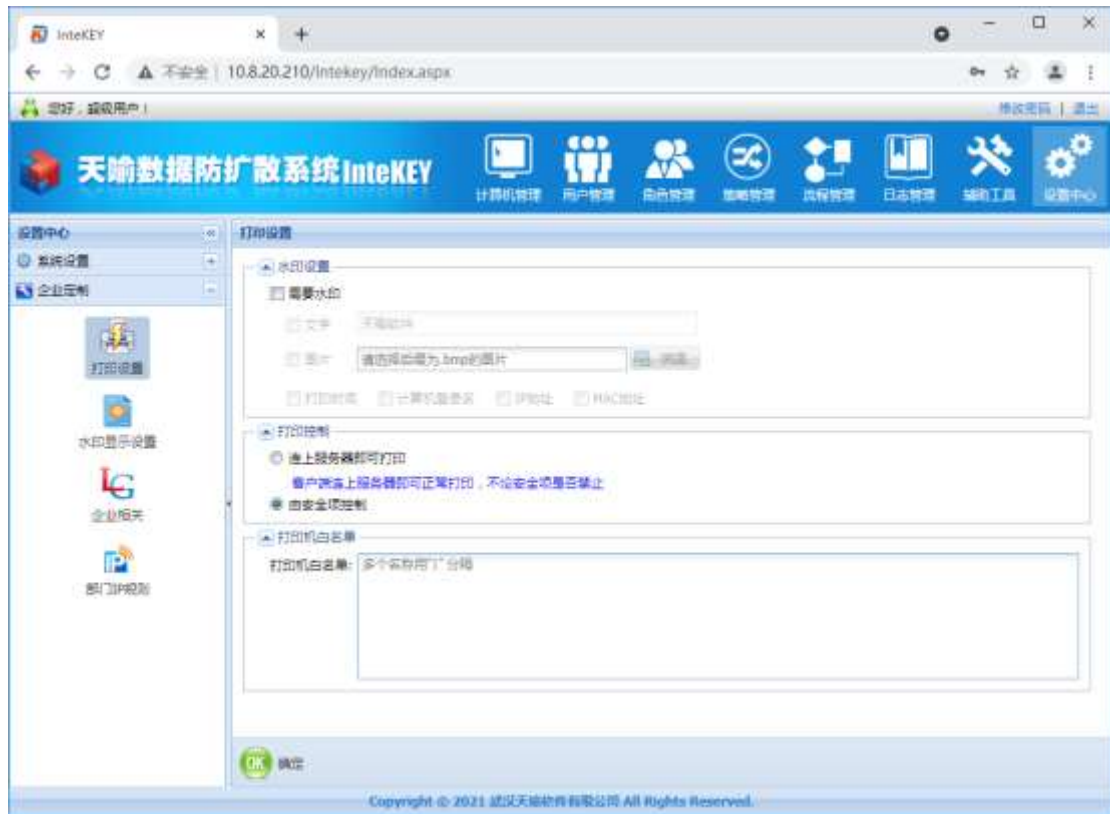 InteKEY
不安全 | 10.8.20.210/Intekey/Index.aspx
您好，超级用户！
修改密码 | 退出
天喻数据防扩散系统InteKEY
计算机管理 用户管理 角色管理 策略管理 流程管理 日志管理 辅助工具 设置中心
设置中心
系统设置
企业定制
打印设置
水印显示设置
企业相关
部门IP规则
打印设置
水印设置
需要水印
文字 天喻软件
图片 请选择后缀为.bmp的图片
打印时间 计算机登录名 IP地址 MAC地址
打印控制
连上服务器即可打印
客户端连上服务器即可正常打印，不论安全项是否禁止
由安全项控制
打印机白名单
打印机白名单: 多个名称用"|"分隔
OK 确定
Copyright © 2021 武汉天喻软件有限公司 All Rights Reserved.